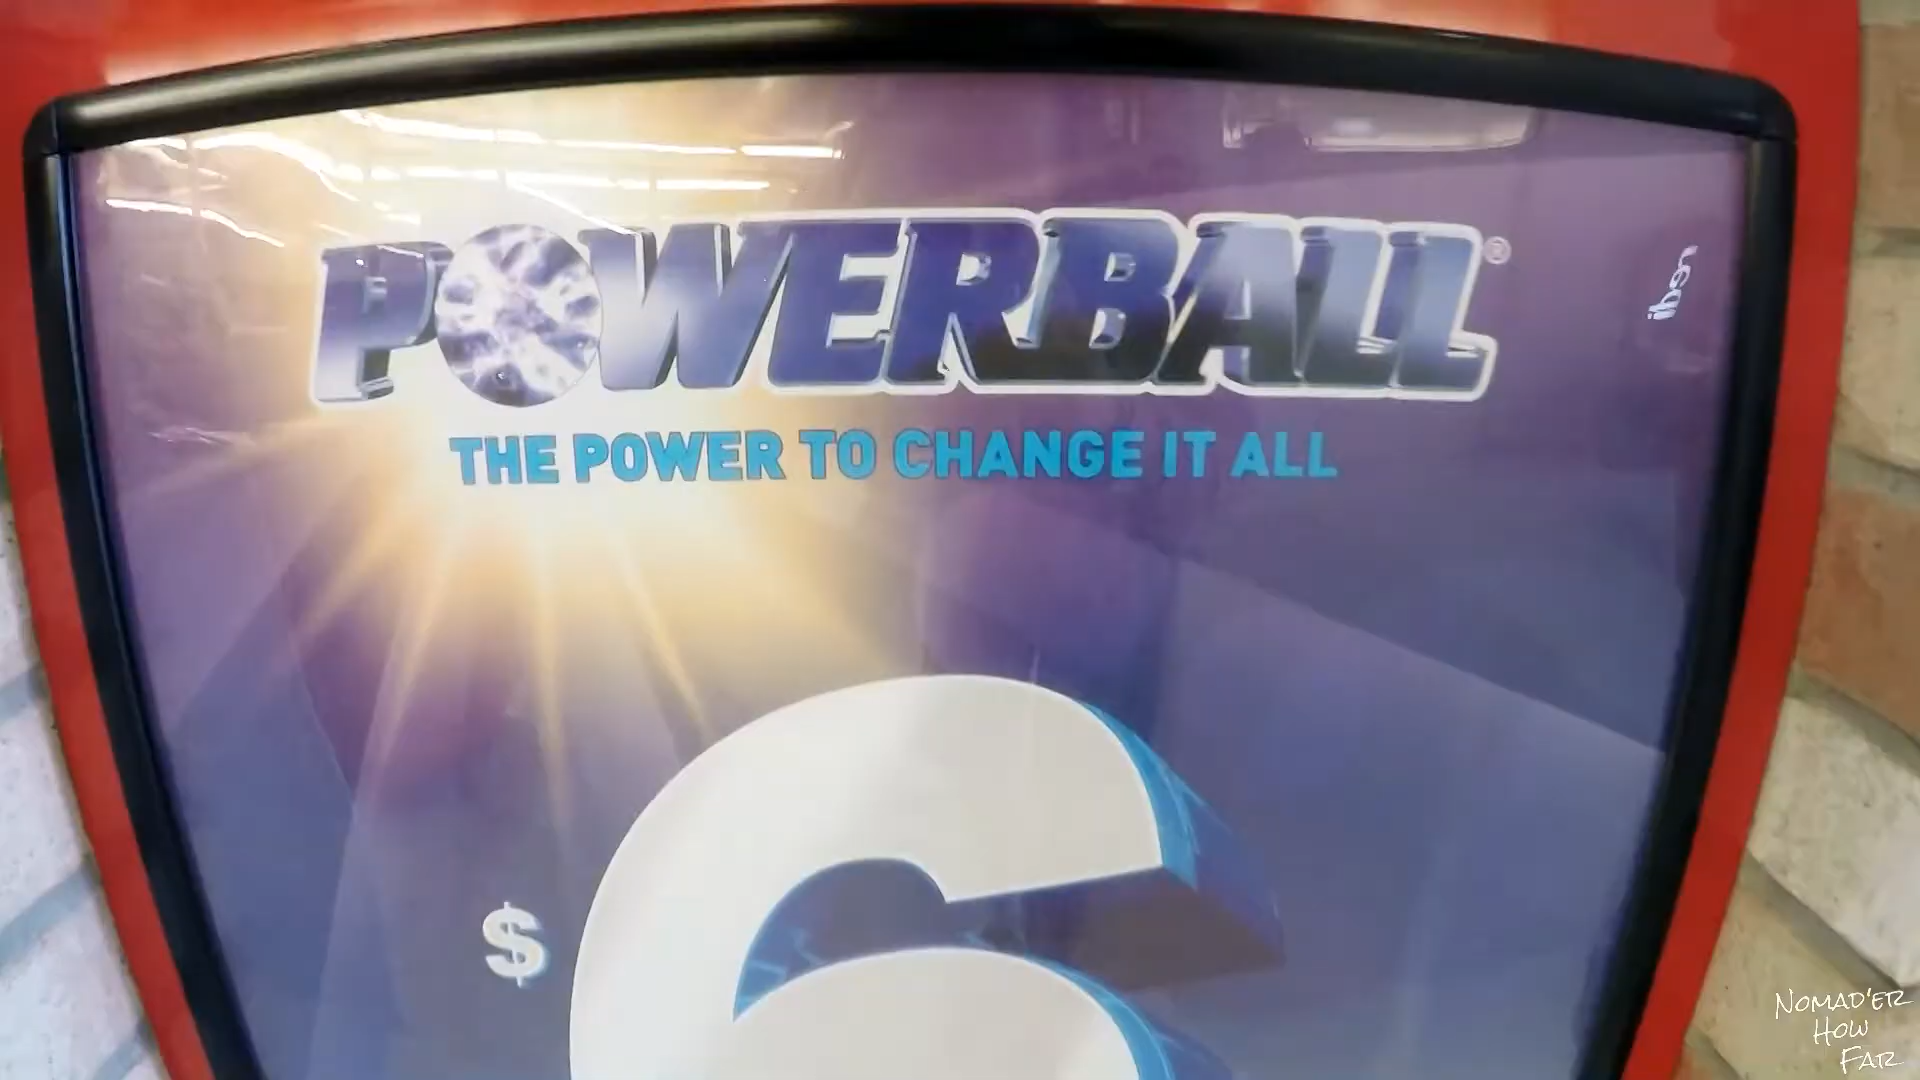 POWERBALL®
THE POWER TO CHANGE IT ALL
$6
NOMAD'ER
HOW
FAR